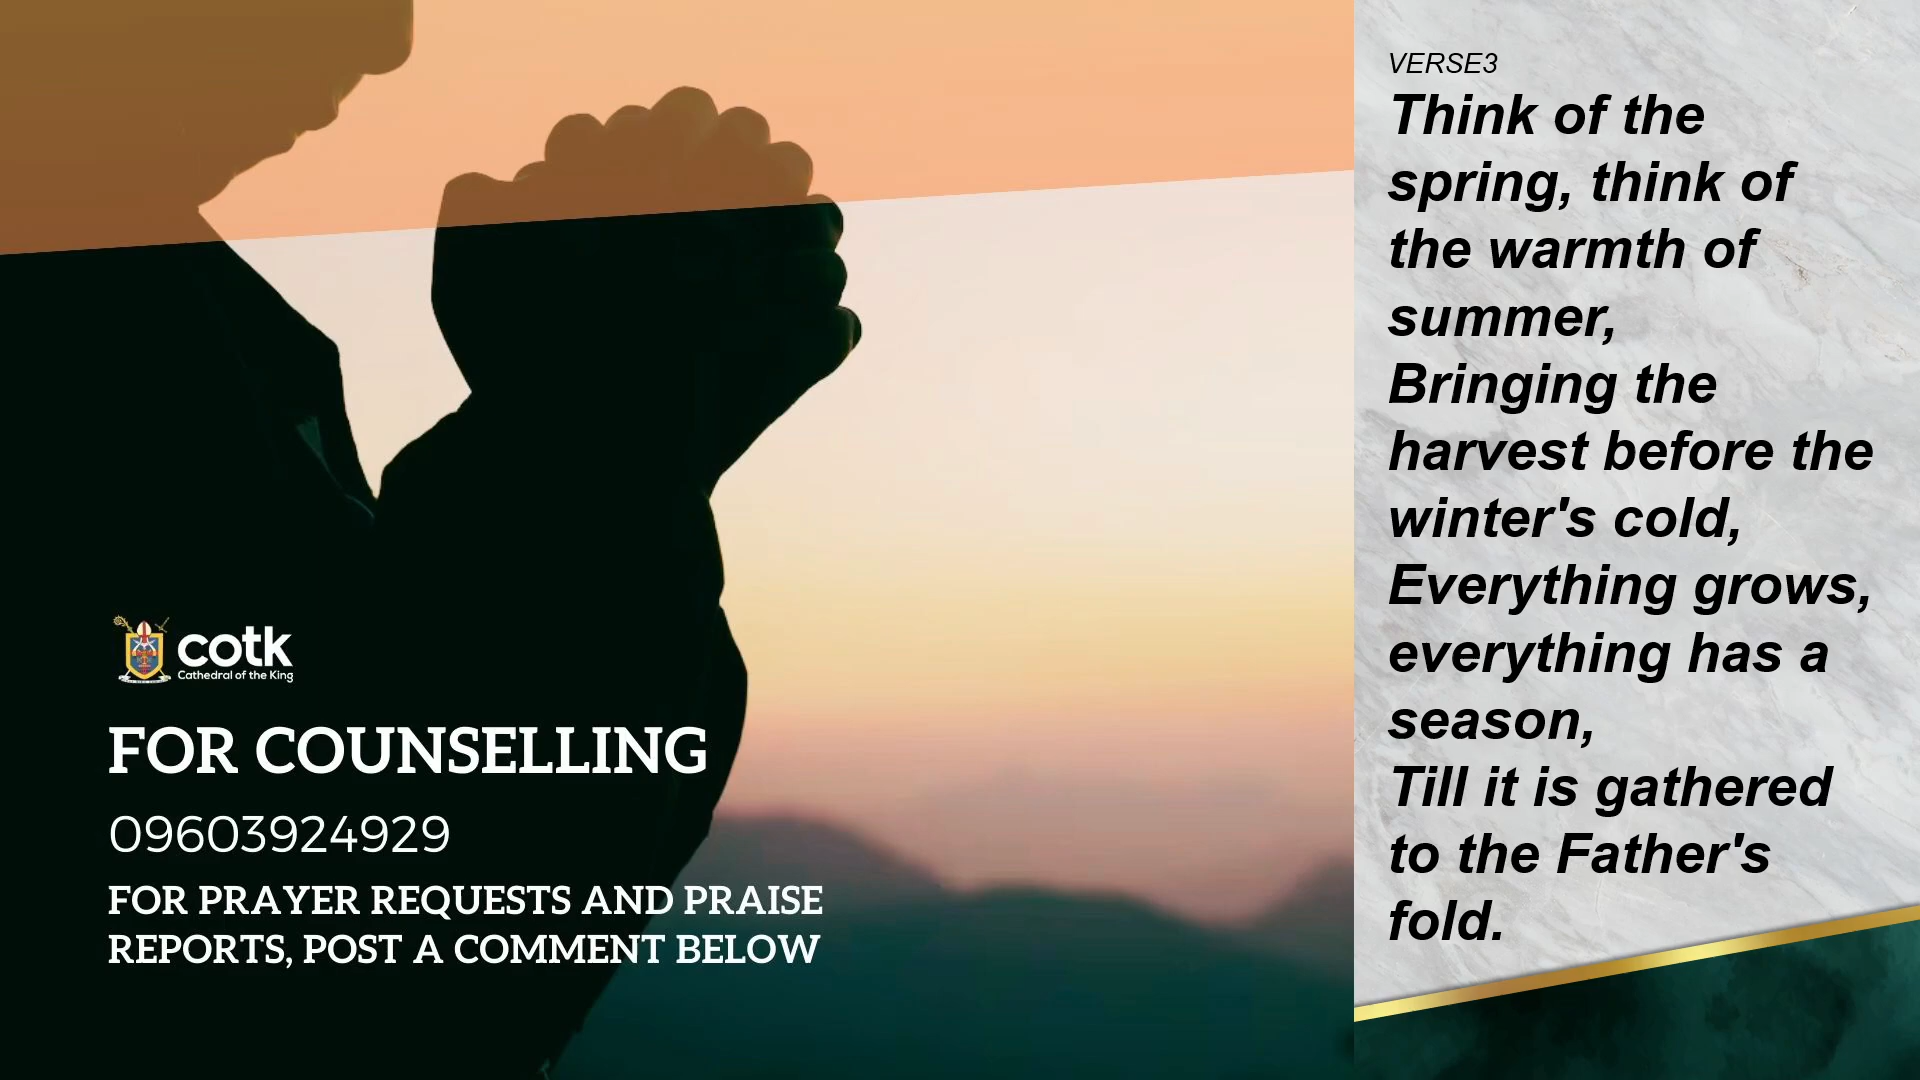 cotk
Cathedral of the King
FOR COUNSELLING
09603924929
FOR PRAYER REQUESTS AND PRAISE
REPORTS, POST A COMMENT BELOW
VERSE3
Think of the
spring, think of
the warmth of
summer,
Bringing the
harvest before the
winter's cold,
Everything grows,
everything has a
season,
Till it is gathered
to the Father's
fold.